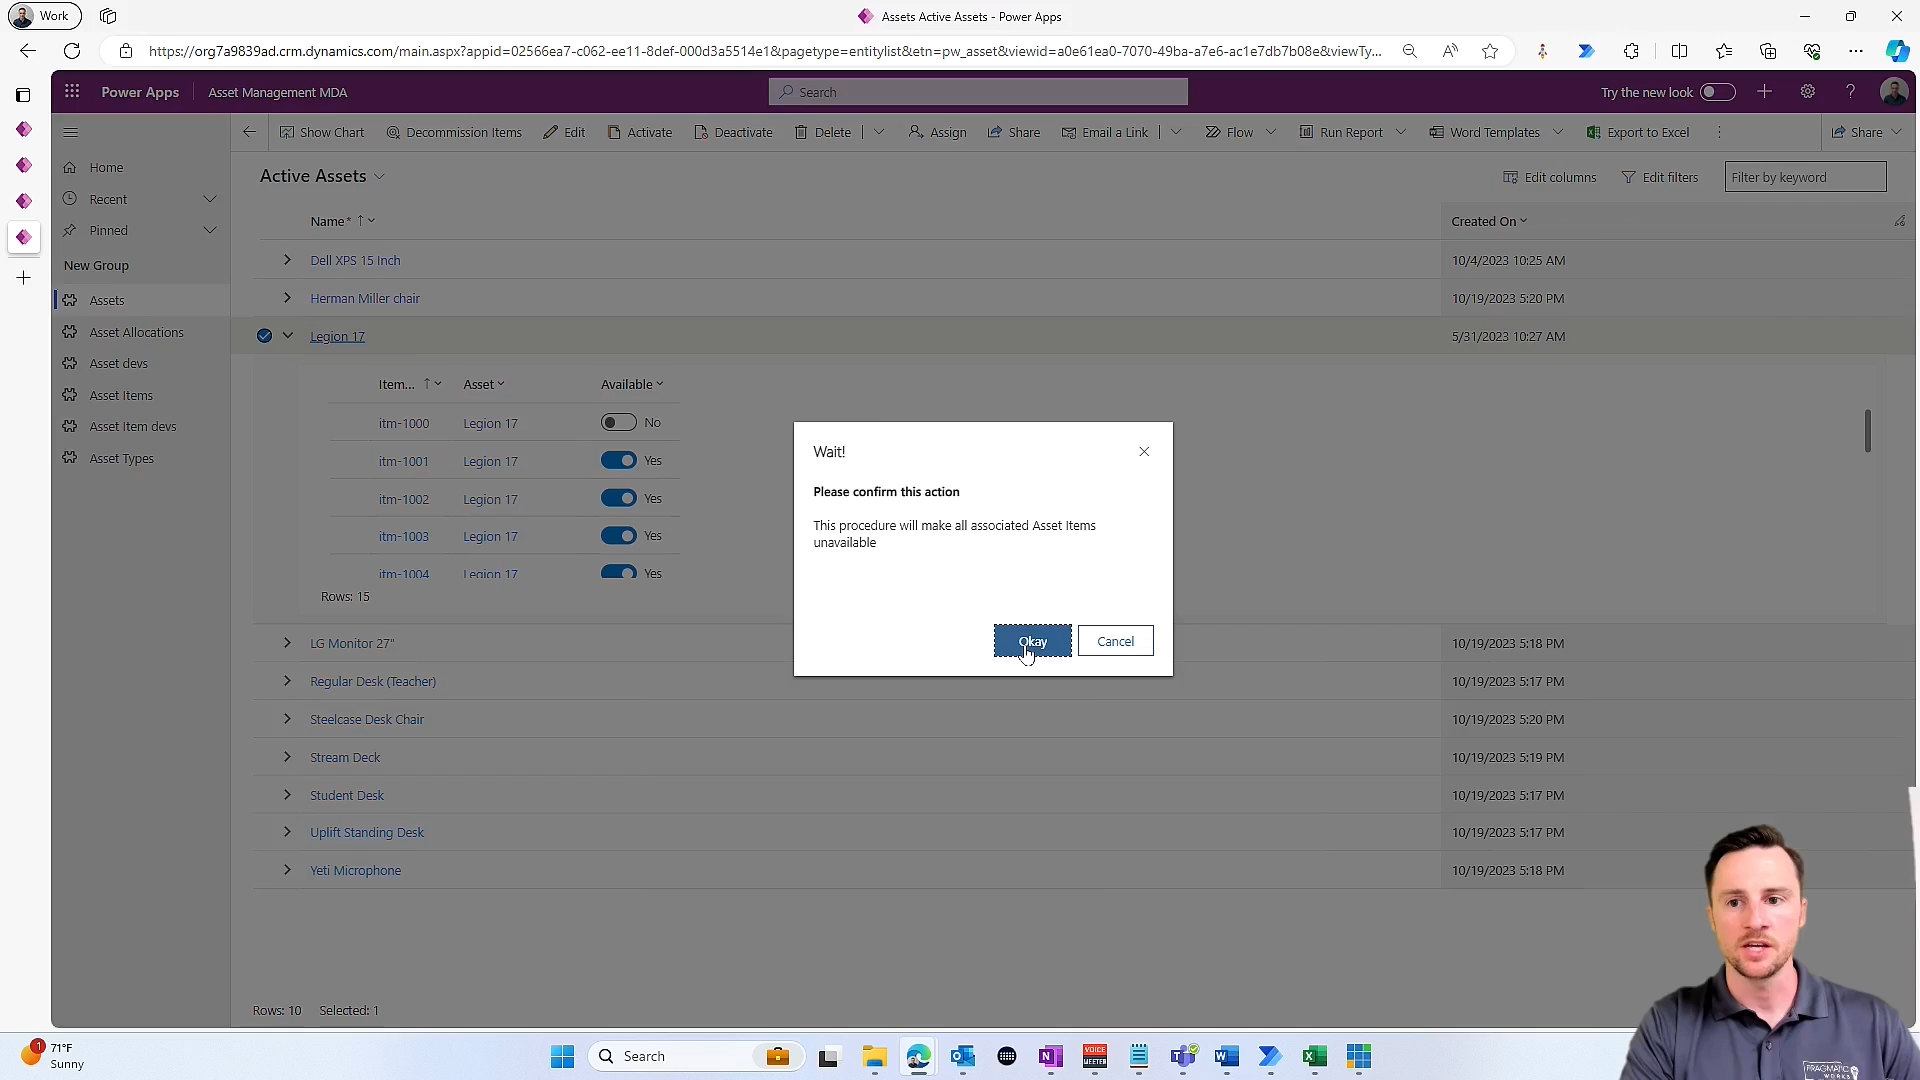 Work
Assets Active Assets - Power Apps
https://org7a9839ad.crm.dynamics.com/main.aspx?appid=02566ea7-c062-ee11-8def-000d3a5514e1&pagetype=entitylist&etn=pw_asset&viewid=a0e61ea0-7070-49ba-a7e6-ac1e7db7b08e&viewTy...
Power Apps
Asset Management MDA
Search
Try the new look
Show Chart
Decommission Items
Edit
Activate
Deactivate
Delete
Assign
Share
Email a Link
Flow
Run Report
Word Templates
Export to Excel
Share
Home
Recent
Pinned
New Group
Assets
Asset Allocations
Asset devs
Asset Items
Asset Item devs
Asset Types
Active Assets
Edit columns
Edit filters
Filter by keyword
Name*
Created On
Dell XPS 15 Inch
10/4/2023 10:25 AM
Herman Miller chair
10/19/2023 5:20 PM
Legion 17
5/31/2023 10:27 AM
Item...
Asset
Available
itm-1000 Legion 17 No
itm-1001 Legion 17 Yes
itm-1002 Legion 17 Yes
itm-1003 Legion 17 Yes
itm-1004 Legion 17 Yes
Rows: 15
Wait!
Please confirm this action
This procedure will make all associated Asset Items
unavailable
Okay
Cancel
LG Monitor 27"
10/19/2023 5:18 PM
Regular Desk (Teacher)
10/19/2023 5:17 PM
Steelcase Desk Chair
10/19/2023 5:20 PM
Stream Deck
10/19/2023 5:19 PM
Student Desk
10/19/2023 5:17 PM
Uplift Standing Desk
10/19/2023 5:17 PM
Yeti Microphone
10/19/2023 5:18 PM
Rows: 10 Selected: 1
PRAGMATIC
WORKS
1
71°F
Sunny
Search
VOICE
MEETER